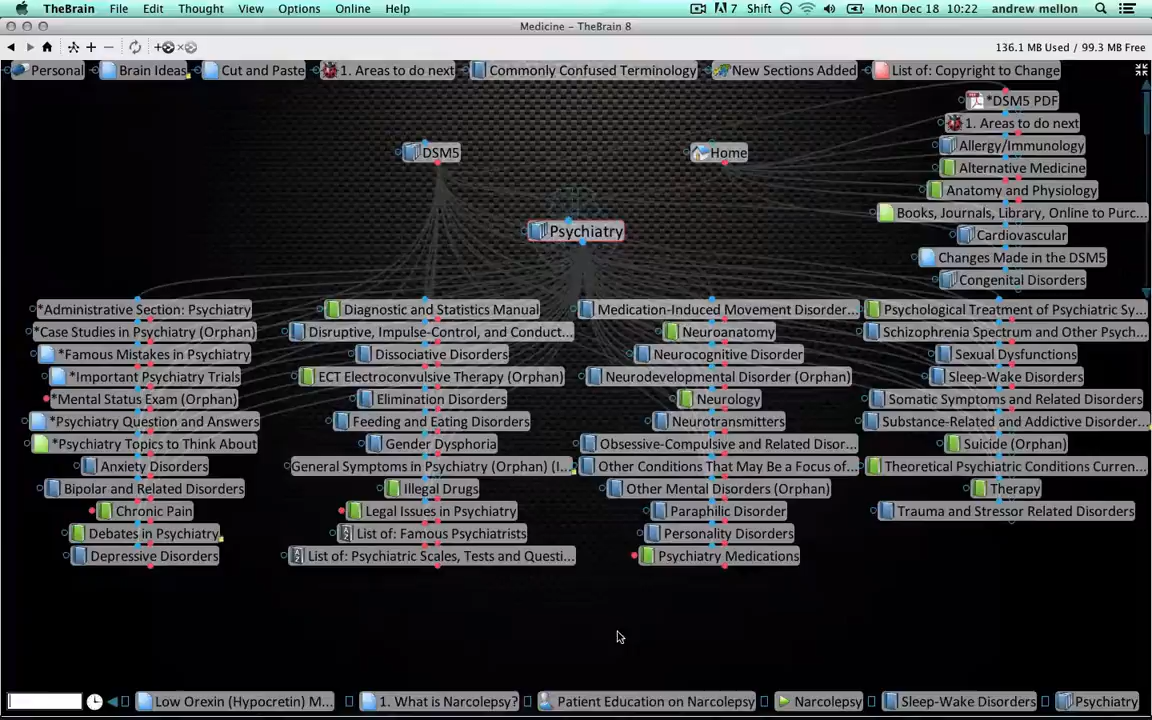 TheBrain File Edit Thought View Options Online Help 7 Shift Mon Dec 18 10:22 andrew mellon
Medicine – TheBrain 8
136.1 MB Used / 99.3 MB Free
Personal Brain Ideas Cut and Paste 1. Areas to do next Commonly Confused Terminology New Sections Added List of: Copyright to Change
*DSM5 PDF
1. Areas to do next
Allergy/Immunology
Alternative Medicine
Anatomy and Physiology
Books, Journals, Library, Online to Purc...
Cardiovascular
Changes Made in the DSM5
Congenital Disorders
DSM5 Home
Psychiatry
*Administrative Section: Psychiatry
*Case Studies in Psychiatry (Orphan)
*Famous Mistakes in Psychiatry
*Important Psychiatry Trials
*Mental Status Exam (Orphan)
*Psychiatry Question and Answers
*Psychiatry Topics to Think About
Anxiety Disorders
Bipolar and Related Disorders
Chronic Pain
Debates in Psychiatry
Depressive Disorders
Diagnostic and Statistics Manual
Disruptive, Impulse-Control, and Conduct...
Dissociative Disorders
ECT Electroconvulsive Therapy (Orphan)
Elimination Disorders
Feeding and Eating Disorders
Gender Dysphoria
General Symptoms in Psychiatry (Orphan) (I...
Illegal Drugs
Legal Issues in Psychiatry
List of: Famous Psychiatrists
List of: Psychiatric Scales, Tests and Questi...
Medication-Induced Movement Disorder...
Neuroanatomy
Neurocognitive Disorder
Neurodevelopmental Disorder (Orphan)
Neurology
Neurotransmitters
Obsessive-Compulsive and Related Disor...
Other Conditions That May Be a Focus of...
Other Mental Disorders (Orphan)
Paraphilic Disorder
Personality Disorders
Psychiatry Medications
Psychological Treatment of Psychiatric Sy...
Schizophrenia Spectrum and Other Psych...
Sexual Dysfunctions
Sleep-Wake Disorders
Somatic Symptoms and Related Disorders
Substance-Related and Addictive Disorder...
Suicide (Orphan)
Theoretical Psychiatric Conditions Curren...
Therapy
Trauma and Stressor Related Disorders
Low Orexin (Hypocretin) M... 1. What is Narcolepsy? Patient Education on Narcolepsy Narcolepsy Sleep-Wake Disorders Psychiatry